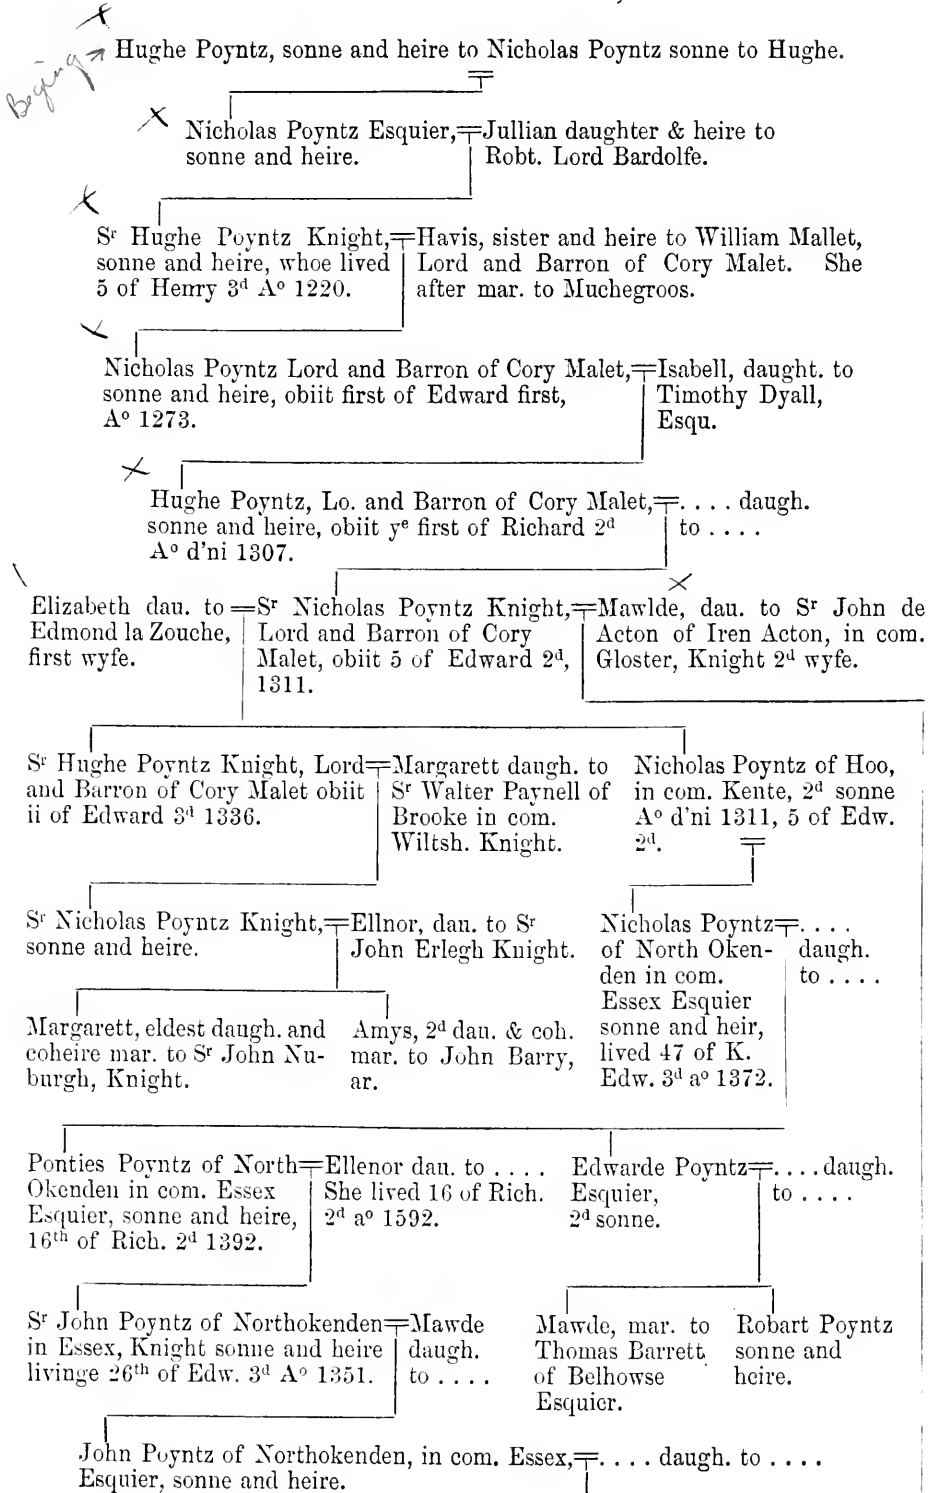 Begining
Hughe Poyntz, sonne and heire to Nicholas Poyntz sonne to Hughe.
Nicholas Poyntz Esquier,
sonne and heire.
Jullian daughter & heire to
Robt. Lord Bardolfe.
Sr Hughe Poyntz Knight,
sonne and heire, whoe lived
5 of Henry 3d Ao 1220.
Havis, sister and heire to William Mallet,
Lord and Barron of Cory Malet. She
after mar. to Muchegroos.
Nicholas Poyntz Lord and Barron of Cory Malet,
sonne and heire, obiit first of Edward first,
Ao 1273.
Isabell, daught. to
Timothy Dyall,
Esqu.
Hughe Poyntz, Lo. and Barron of Cory Malet,
sonne and heire, obiit ye first of Richard 2d
Ao d'ni 1307.
. . . . daugh.
to . . . .
Elizabeth dau. to
Edmond la Zouche,
first wyfe.
Sr Nicholas Poyntz Knight,
Lord and Barron of Cory
Malet, obiit 5 of Edward 2d,
1311.
Mawlde, dau. to Sr John de
Acton of Iren Acton, in com.
Gloster, Knight 2d wyfe.
Sr Hughe Poyntz Knight, Lord
and Barron of Cory Malet obiit
ii of Edward 3d 1336.
Margarett daugh. to
Sr Walter Paynell of
Brooke in com.
Wiltsh. Knight.
Nicholas Poyntz of Hoo,
in com. Kente, 2d sonne
Ao d'ni 1311, 5 of Edw.
2d.
Sr Nicholas Poyntz Knight,
sonne and heire.
Ellnor, dau. to Sr
John Erlegh Knight.
Nicholas Poyntz
of North Oken-
den in com.
Essex Esquier
sonne and heir,
lived 47 of K.
Edw. 3d ao 1372.
. . . .
daugh.
to . . . .
Margarett, eldest daugh. and
coheire mar. to Sr John Nu-
burgh, Knight.
Amys, 2d dau. & coh.
mar. to John Barry,
ar.
Ponties Poyntz of North
Okenden in com. Essex
Esquier, sonne and heire,
16th of Rich. 2d 1392.
Ellenor dau. to . . . .
She lived 16 of Rich.
2d ao 1592.
Edwarde Poyntz
Esquier,
2d sonne.
. . . . daugh.
to . . . .
Sr John Poyntz of Northokenden
in Essex, Knight sonne and heire
livinge 26th of Edw. 3d Ao 1351.
Mawde
daugh.
to . . . .
Mawde, mar. to
Thomas Barrett
of Belhowse
Esquier.
Robart Poyntz
sonne and
heire.
John Poyntz of Northokenden, in com. Essex,
Esquier, sonne and heire.
. . . . daugh. to . . . .